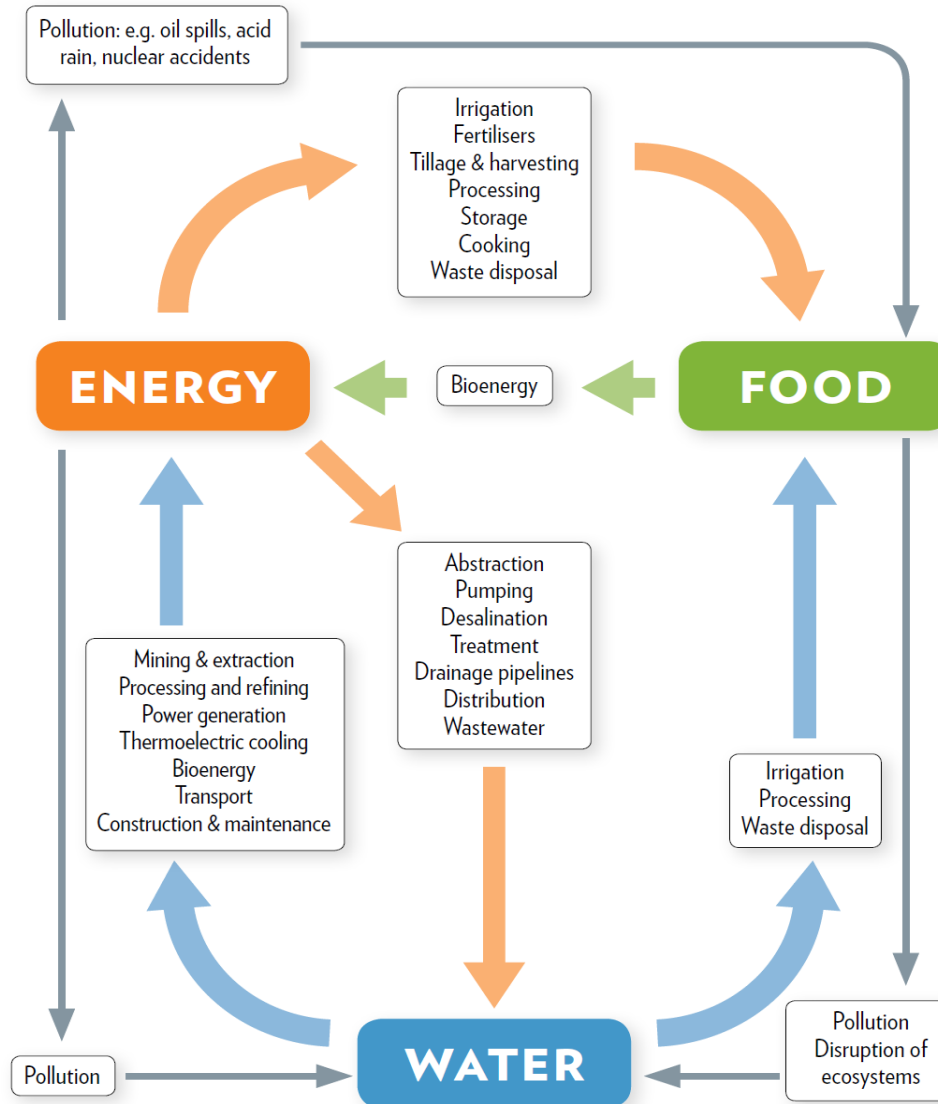 Pollution: e.g. oil spills, acid
rain, nuclear accidents
Irrigation
Fertilisers
Tillage & harvesting
Processing
Storage
Cooking
Waste disposal
ENERGY
Bioenergy
FOOD
Abstraction
Pumping
Desalination
Treatment
Drainage pipelines
Distribution
Wastewater
Mining & extraction
Processing and refining
Power generation
Thermoelectric cooling
Bioenergy
Transport
Construction & maintenance
Irrigation
Processing
Waste disposal
Pollution
WATER
Pollution
Disruption of
ecosystems